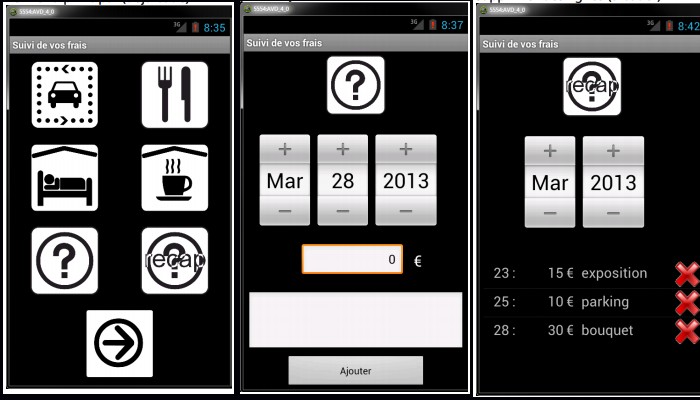 5554:AVD_4_0
3G 8:35
Suivi de vos frais
recap
5554:AVD_4_0
3G 8:37
Suivi de vos frais
+ + +
Mar 28 2013
- - -
0 €
Ajouter
5554:AVD_4_0
3G 8:42
Suivi de vos frais
recap
+ +
Mar 2013
- -
23 : 15 € exposition
25 : 10 € parking
28 : 30 € bouquet